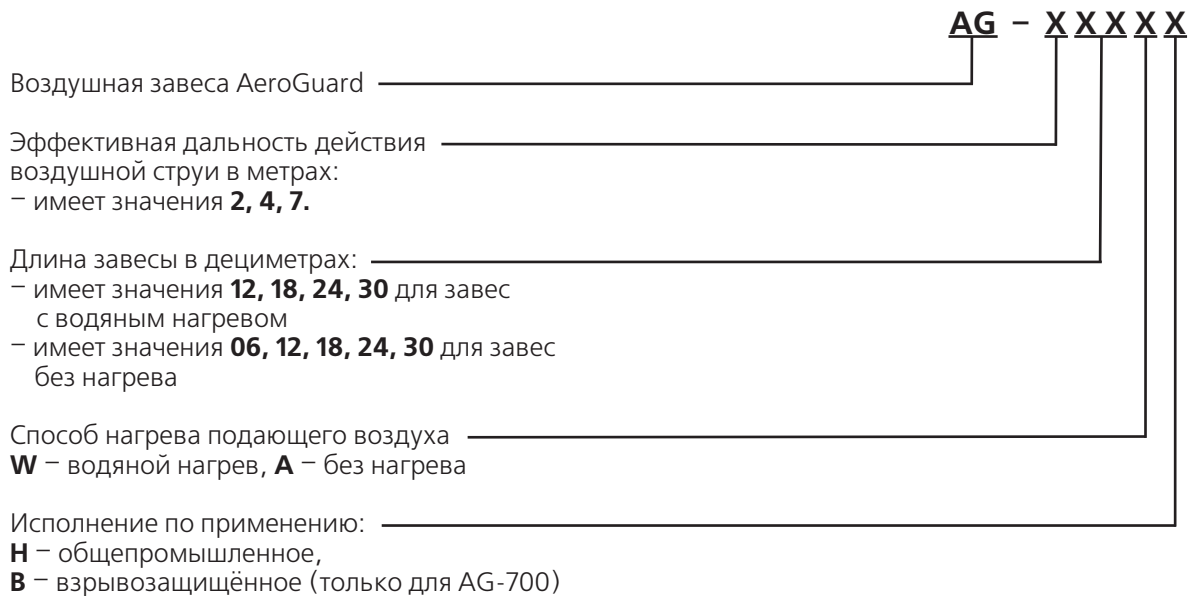 AG – X X X X X
Воздушная завеса AeroGuard
Эффективная дальность действия
воздушной струи в метрах:
– имеет значения 2, 4, 7.
Длина завесы в дециметрах:
– имеет значения 12, 18, 24, 30 для завес
с водяным нагревом
– имеет значения 06, 12, 18, 24, 30 для завес
без нагрева
Способ нагрева подающего воздуха
W – водяной нагрев, A – без нагрева
Исполнение по применению:
Н – общепромышленное,
В – взрывозащищённое (только для AG-700)